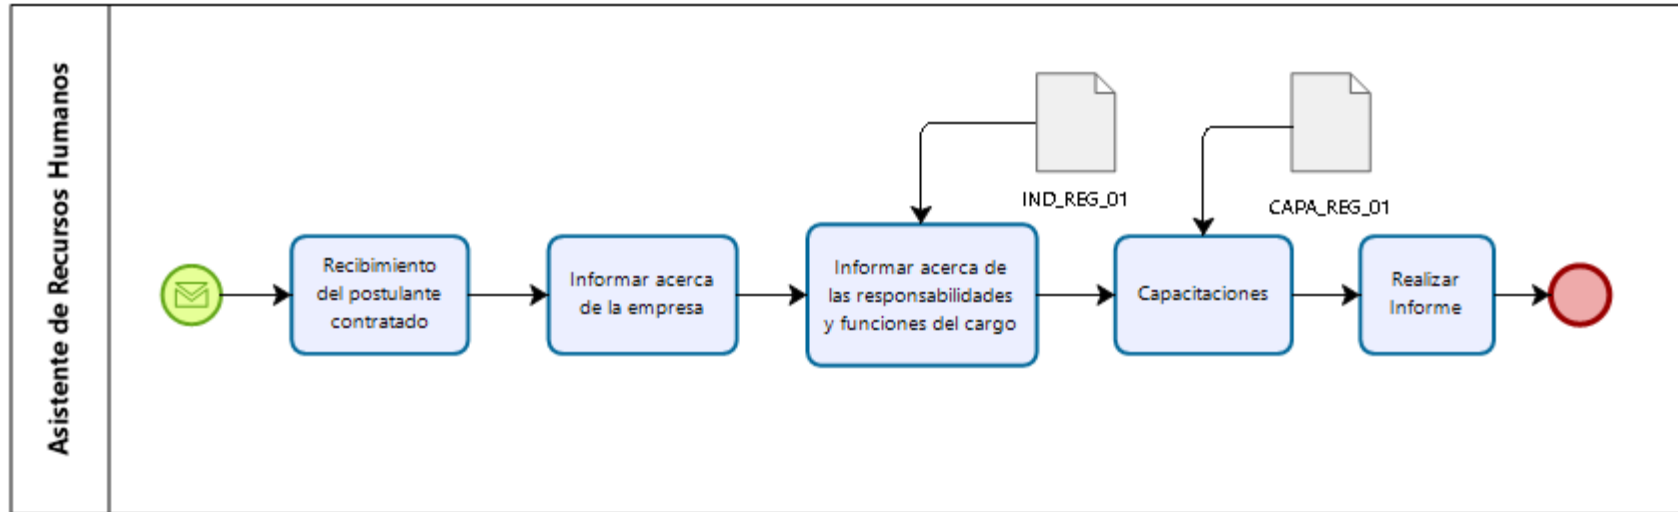 Asistente de Recursos Humanos
Recibimiento
del postulante
contratado
Informar acerca
de la empresa
IND_REG_01
Informar acerca de
las responsabilidades
y funciones del cargo
CAPA_REG_01
Capacitaciones
Realizar
Informe